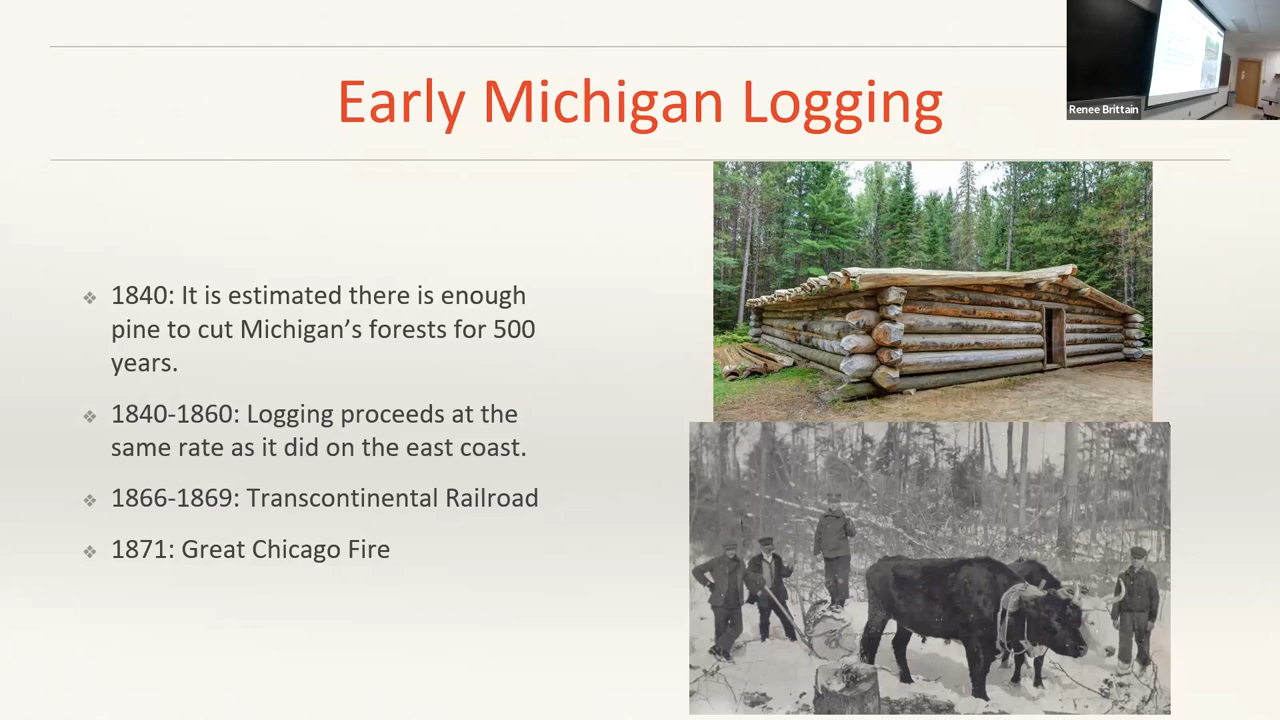 Early Michigan Logging
Renee Brittain
❖ 1840: It is estimated there is enough
pine to cut Michigan’s forests for 500
years.
❖ 1840-1860: Logging proceeds at the
same rate as it did on the east coast.
❖ 1866-1869: Transcontinental Railroad
❖ 1871: Great Chicago Fire